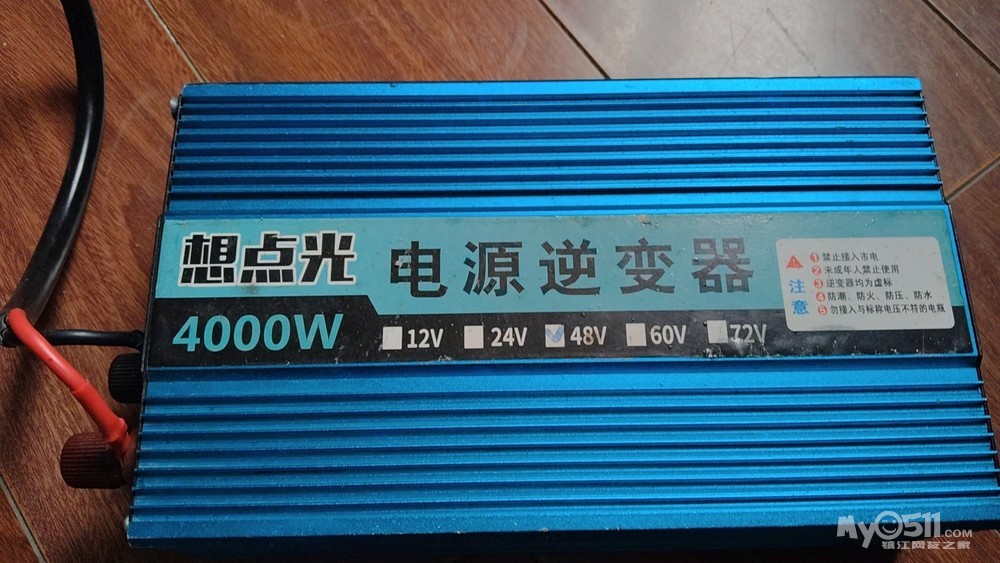 想点光
电源逆变器
4000W
12V 24V 48V 60V 72V
注意
1 禁止接入市电
2 未成年人禁止使用
3 逆变器均为虚标
4 防潮、防火、防压、防水
5 勿接入与标称电压不符的电瓶
My0511.COM
镇江网友之家